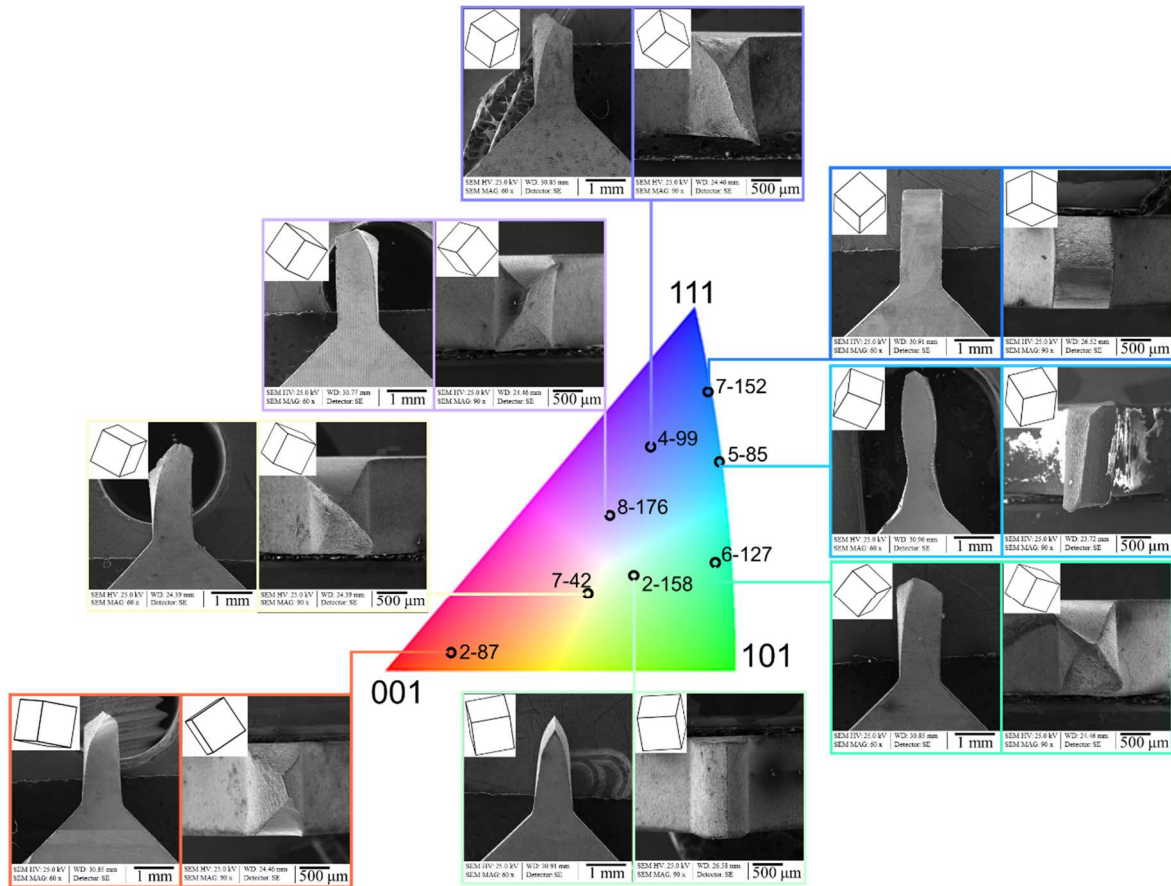 SEM HV: 25.0 kV WD: 30.85 mm
SEM MAG: 60 x Detector: SE 1 mm
SEM HV: 25.0 kV WD: 24.46 mm
SEM MAG: 90 x Detector: SE 500 μm
SEM HV: 25.0 kV WD: 30.77 mm
SEM MAG: 60 x Detector: SE 1 mm
SEM HV: 25.0 kV WD: 24.46 mm
SEM MAG: 90 x Detector: SE 500 μm
SEM HV: 25.0 kV WD: 30.91 mm
SEM MAG: 60 x Detector: SE 1 mm
SEM HV: 25.0 kV WD: 26.52 mm
SEM MAG: 90 x Detector: SE 500 μm
111
7-152
4-99
5-85
8-176
6-127
7-42
2-158
2-87
001
101
SEM HV: 25.0 kV WD: 30.96 mm
SEM MAG: 60 x Detector: SE 1 mm
SEM HV: 25.0 kV WD: 23.72 mm
SEM MAG: 90 x Detector: SE 500 μm
SEM HV: 25.0 kV WD: 24.39 mm
SEM MAG: 60 x Detector: SE 1 mm
SEM HV: 25.0 kV WD: 24.39 mm
SEM MAG: 90 x Detector: SE 500 μm
SEM HV: 25.0 kV WD: 30.85 mm
SEM MAG: 60 x Detector: SE 1 mm
SEM HV: 25.0 kV WD: 24.46 mm
SEM MAG: 90 x Detector: SE 500 μm
SEM HV: 25.0 kV WD: 30.85 mm
SEM MAG: 60 x Detector: SE 1 mm
SEM HV: 25.0 kV WD: 24.46 mm
SEM MAG: 90 x Detector: SE 500 μm
SEM HV: 25.0 kV WD: 30.91 mm
SEM MAG: 60 x Detector: SE 1 mm
SEM HV: 25.0 kV WD: 26.58 mm
SEM MAG: 90 x Detector: SE 500 μm